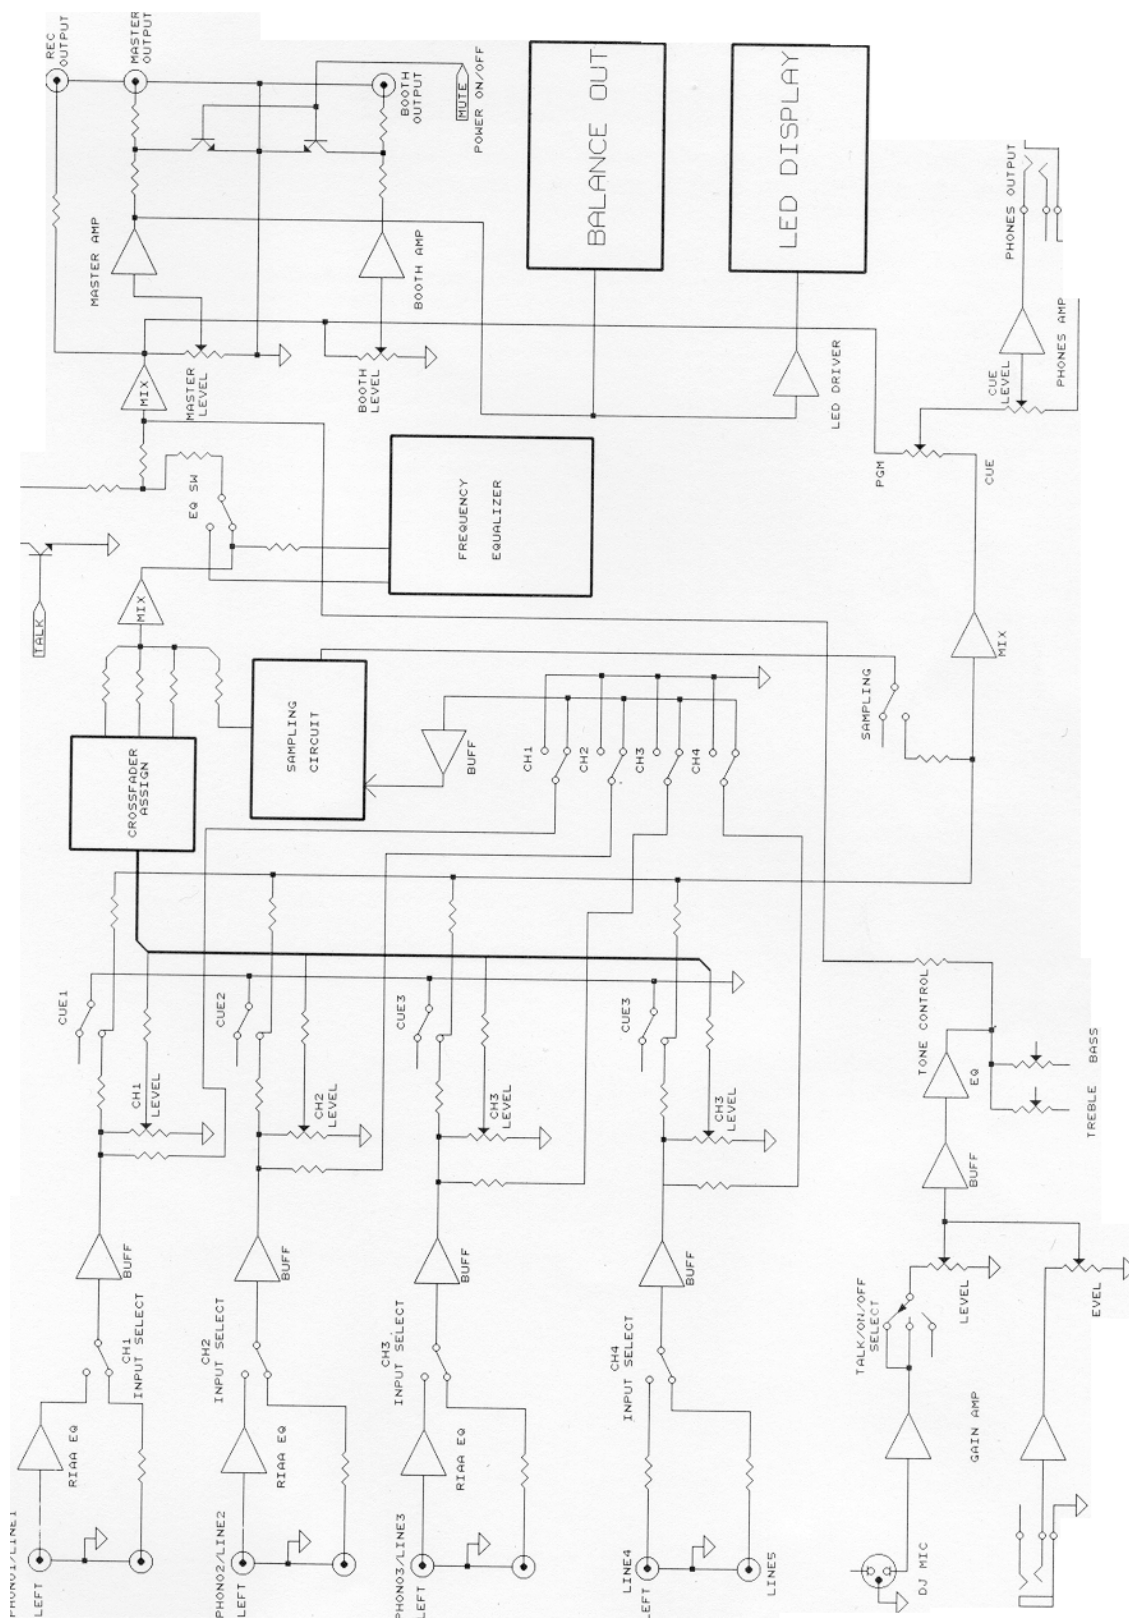 REC
OUTPUT
MASTER
OUTPUT
BOOTH
OUTPUT
MUTE
POWER ON/OFF
BALANCE OUT
LED DISPLAY
PHONES OUTPUT
MASTER AMP
BOOTH AMP
MIX
MASTER
LEVEL
BOOTH
LEVEL
LED DRIVER
CUE
LEVEL
PHONES AMP
EQ SW
FREQUENCY
EQUALIZER
PGM
CUE
TALK
MIX
CROSSFADER
ASSIGN
SAMPLING
CIRCUIT
BUFF
CH1
CH2
CH3
CH4
SAMPLING
MIX
CUE1
CUE2
CUE3
CUE3
CH1
LEVEL
CH2
LEVEL
CH3
LEVEL
CH3
LEVEL
TONE CONTROL
EQ
BASS
TREBLE
BUFF
BUFF
BUFF
BUFF
BUFF
CH1
INPUT SELECT
CH2
INPUT SELECT
CH3
INPUT SELECT
CH4
INPUT SELECT
TALK/ON/OFF
SELECT
LEVEL
EVEL
RIAA EQ
RIAA EQ
RIAA EQ
GAIN AMP
PHONO1/LINE1
LEFT
PHONO2/LINE2
LEFT
PHONO3/LINE3
LEFT
LINE4
LEFT
LINE5
DJ MIC